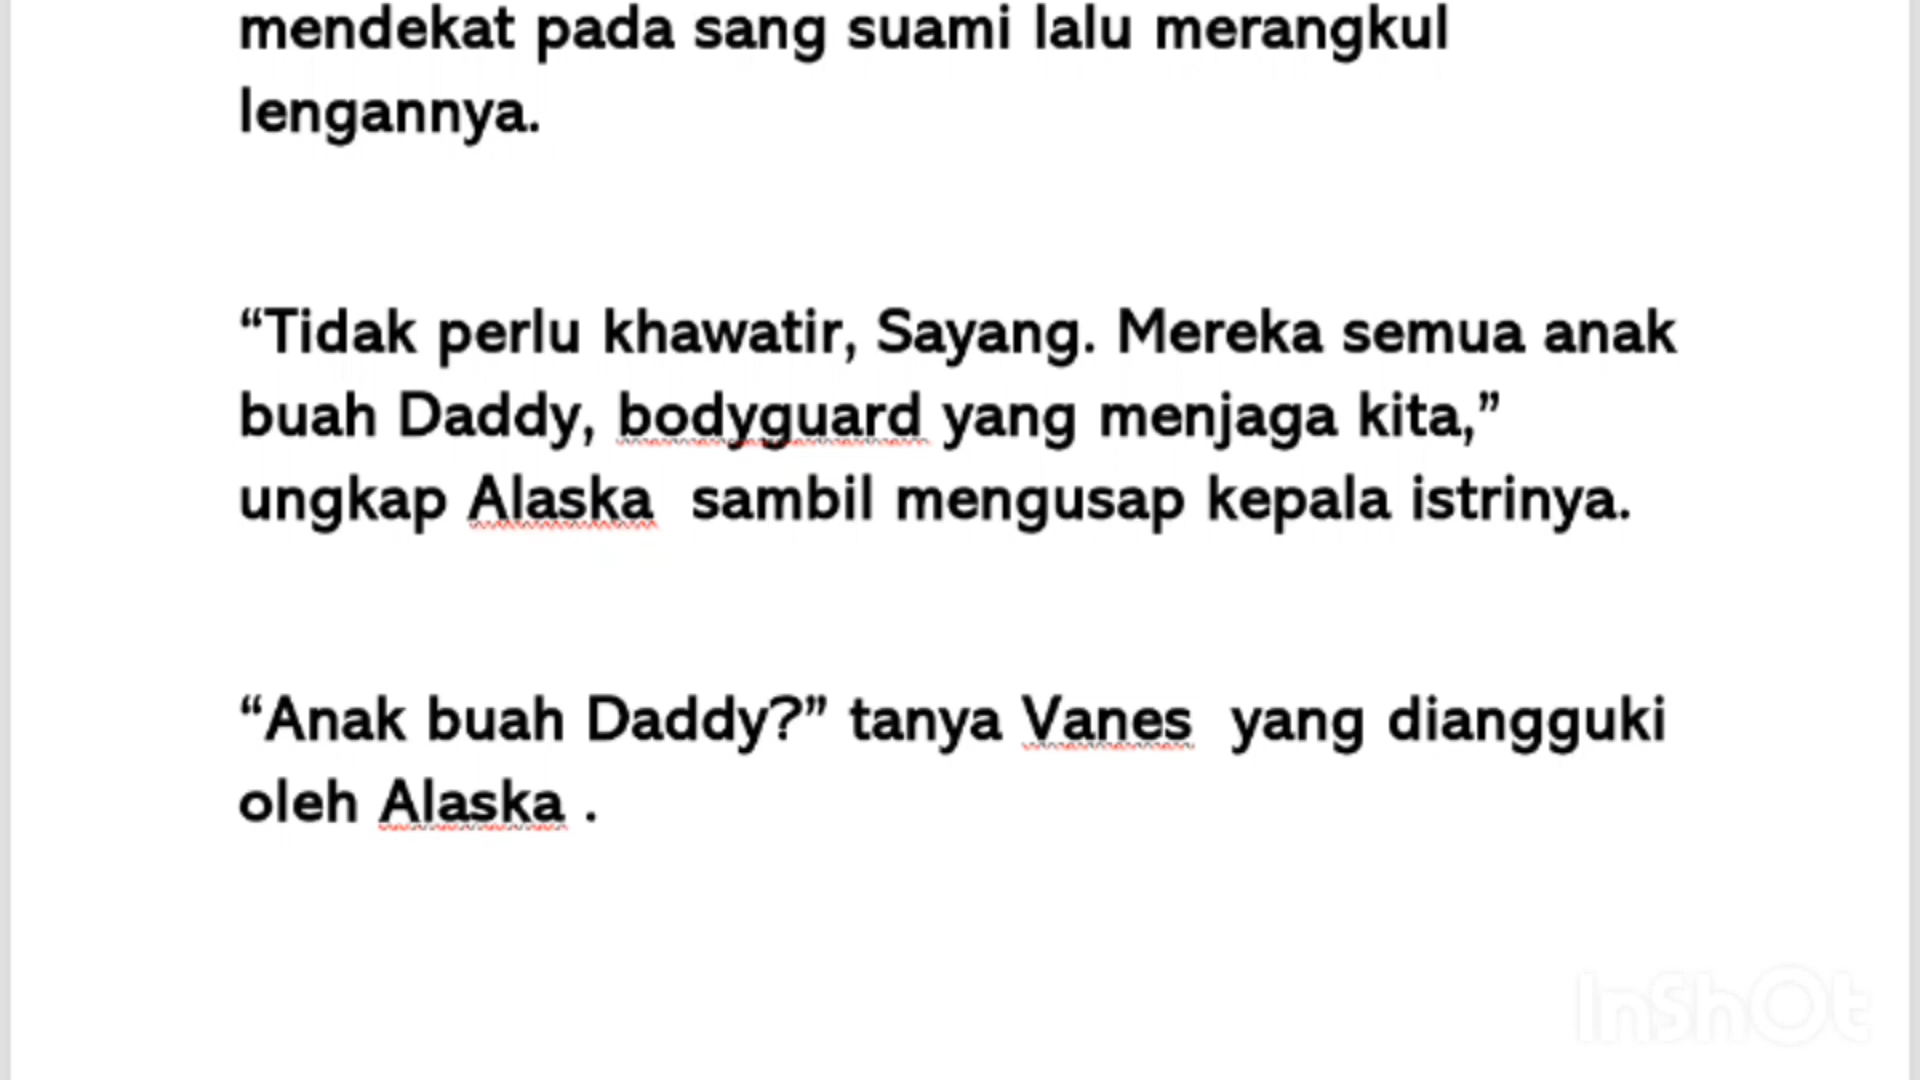 mendekat pada sang suami lalu merangkul
lengannya.
“Tidak perlu khawatir, Sayang. Mereka semua anak
buah Daddy, bodyguard yang menjaga kita,”
ungkap Alaska  sambil mengusap kepala istrinya.
“Anak buah Daddy?” tanya Vanes  yang diangguki
oleh Alaska .
InShOt